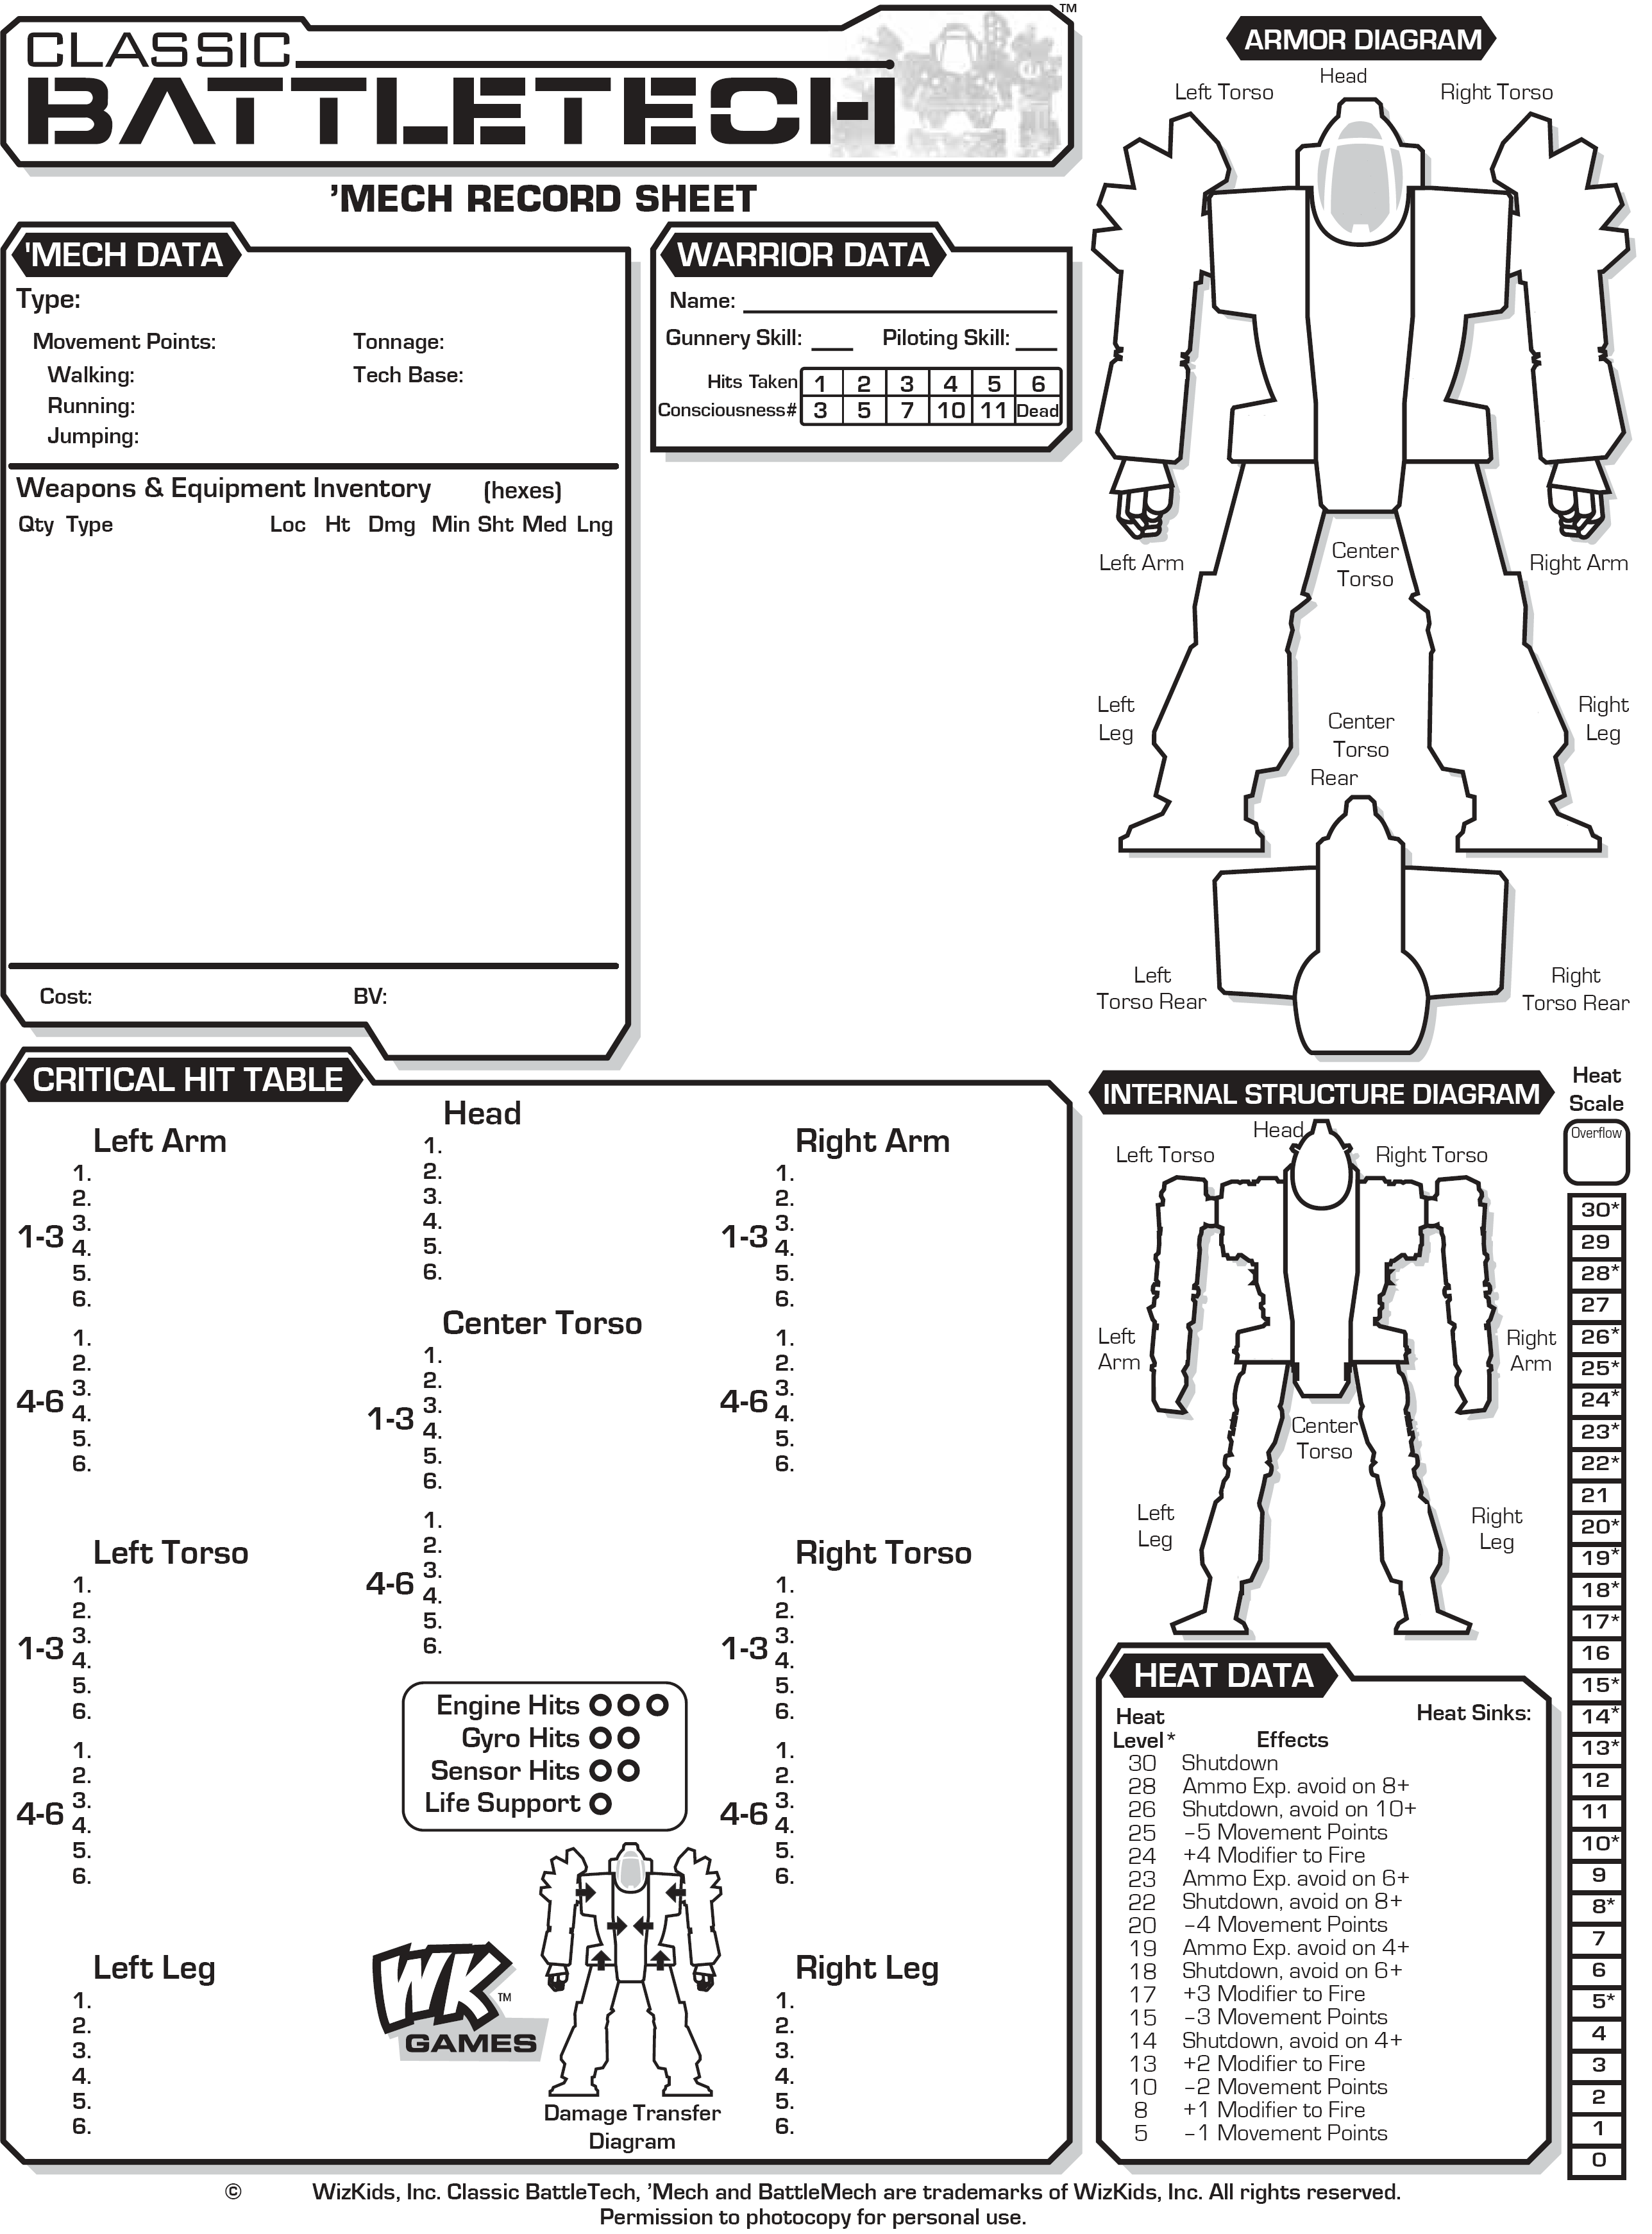 CLASSIC
BATTLETECH
™
'MECH RECORD SHEET
'MECH DATA
Type:
Movement Points:
Tonnage:
Walking:
Tech Base:
Running:
Jumping:
Weapons & Equipment Inventory (hexes)
Qty Type Loc Ht Dmg Min Sht Med Lng
Cost:
BV:
WARRIOR DATA
Name:
Gunnery Skill: Piloting Skill:
Hits Taken 1 2 3 4 5 6
Consciousness# 3 5 7 10 11 Dead
ARMOR DIAGRAM
Head
Left Torso
Right Torso
Left Arm
Center
Torso
Right Arm
Left
Leg
Right
Leg
Center
Torso
Rear
Left
Torso Rear
Right
Torso Rear
CRITICAL HIT TABLE
Left Arm
1-3
1.
2.
3.
4.
5.
6.
4-6
1.
2.
3.
4.
5.
6.
Left Torso
1-3
1.
2.
3.
4.
5.
6.
4-6
1.
2.
3.
4.
5.
6.
Left Leg
1.
2.
3.
4.
5.
6.
Head
1.
2.
3.
4.
5.
6.
Center Torso
1-3
1.
2.
3.
4.
5.
6.
4-6
1.
2.
3.
4.
5.
6.
Engine Hits
Gyro Hits
Sensor Hits
Life Support
WK ™
GAMES
Damage Transfer
Diagram
Right Arm
1-3
1.
2.
3.
4.
5.
6.
4-6
1.
2.
3.
4.
5.
6.
Right Torso
1-3
1.
2.
3.
4.
5.
6.
4-6
1.
2.
3.
4.
5.
6.
Right Leg
1.
2.
3.
4.
5.
6.
INTERNAL STRUCTURE DIAGRAM
Head
Left Torso
Right Torso
Left
Arm
Right
Arm
Center
Torso
Left
Leg
Right
Leg
HEAT DATA
Heat Sinks:
Heat
Level* Effects
30 Shutdown
28 Ammo Exp. avoid on 8+
26 Shutdown, avoid on 10+
25 –5 Movement Points
24 +4 Modifier to Fire
23 Ammo Exp. avoid on 6+
22 Shutdown, avoid on 8+
20 –4 Movement Points
19 Ammo Exp. avoid on 4+
18 Shutdown, avoid on 6+
17 +3 Modifier to Fire
15 –3 Movement Points
14 Shutdown, avoid on 4+
13 +2 Modifier to Fire
10 –2 Movement Points
8 +1 Modifier to Fire
5 –1 Movement Points
Heat
Scale
Overflow
30*
29
28*
27
26*
25*
24*
23*
22*
21
20*
19*
18*
17*
16
15*
14*
13*
12
11
10*
9
8*
7
6
5*
4
3
2
1
0
© WizKids, Inc. Classic BattleTech, 'Mech and BattleMech are trademarks of WizKids, Inc. All rights reserved.
Permission to photocopy for personal use.